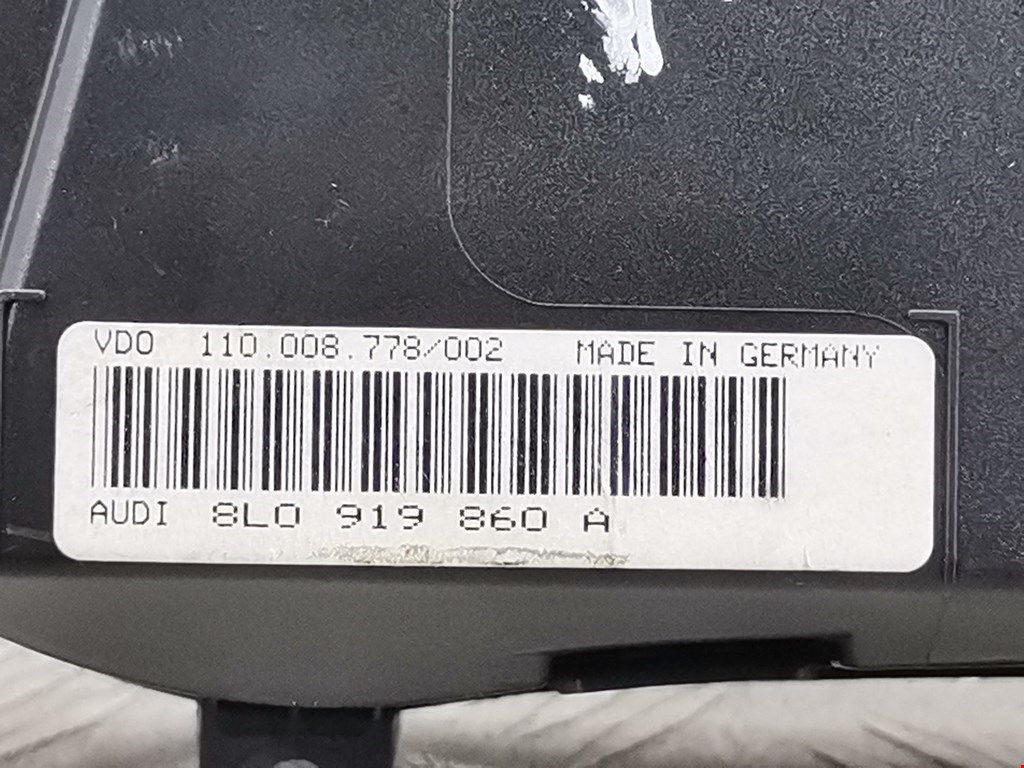 VDO 110.008.778/002 MADE IN GERMANY
AUDI 8L0 919 860 A